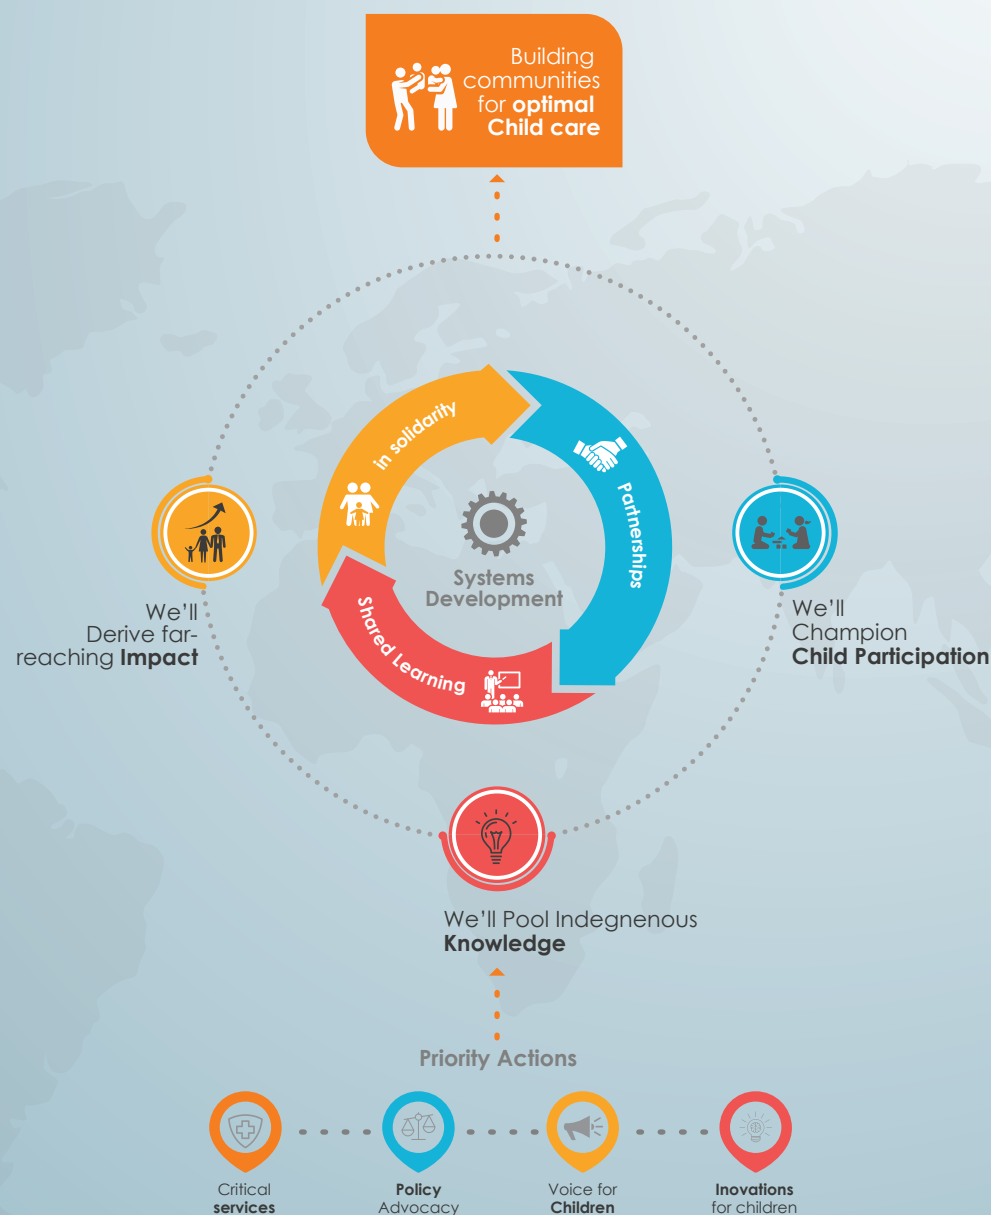 Building
communities
for optimal
Child care
in solidarity
Partnerships
Systems
Development
Shared Learning
We'll
Derive far-
reaching Impact
We'll
Champion
Child Participation
We'll Pool Indegnenous
Knowledge
Priority Actions
Critical
services
Policy
Advocacy
Voice for
Children
Inovations
for children